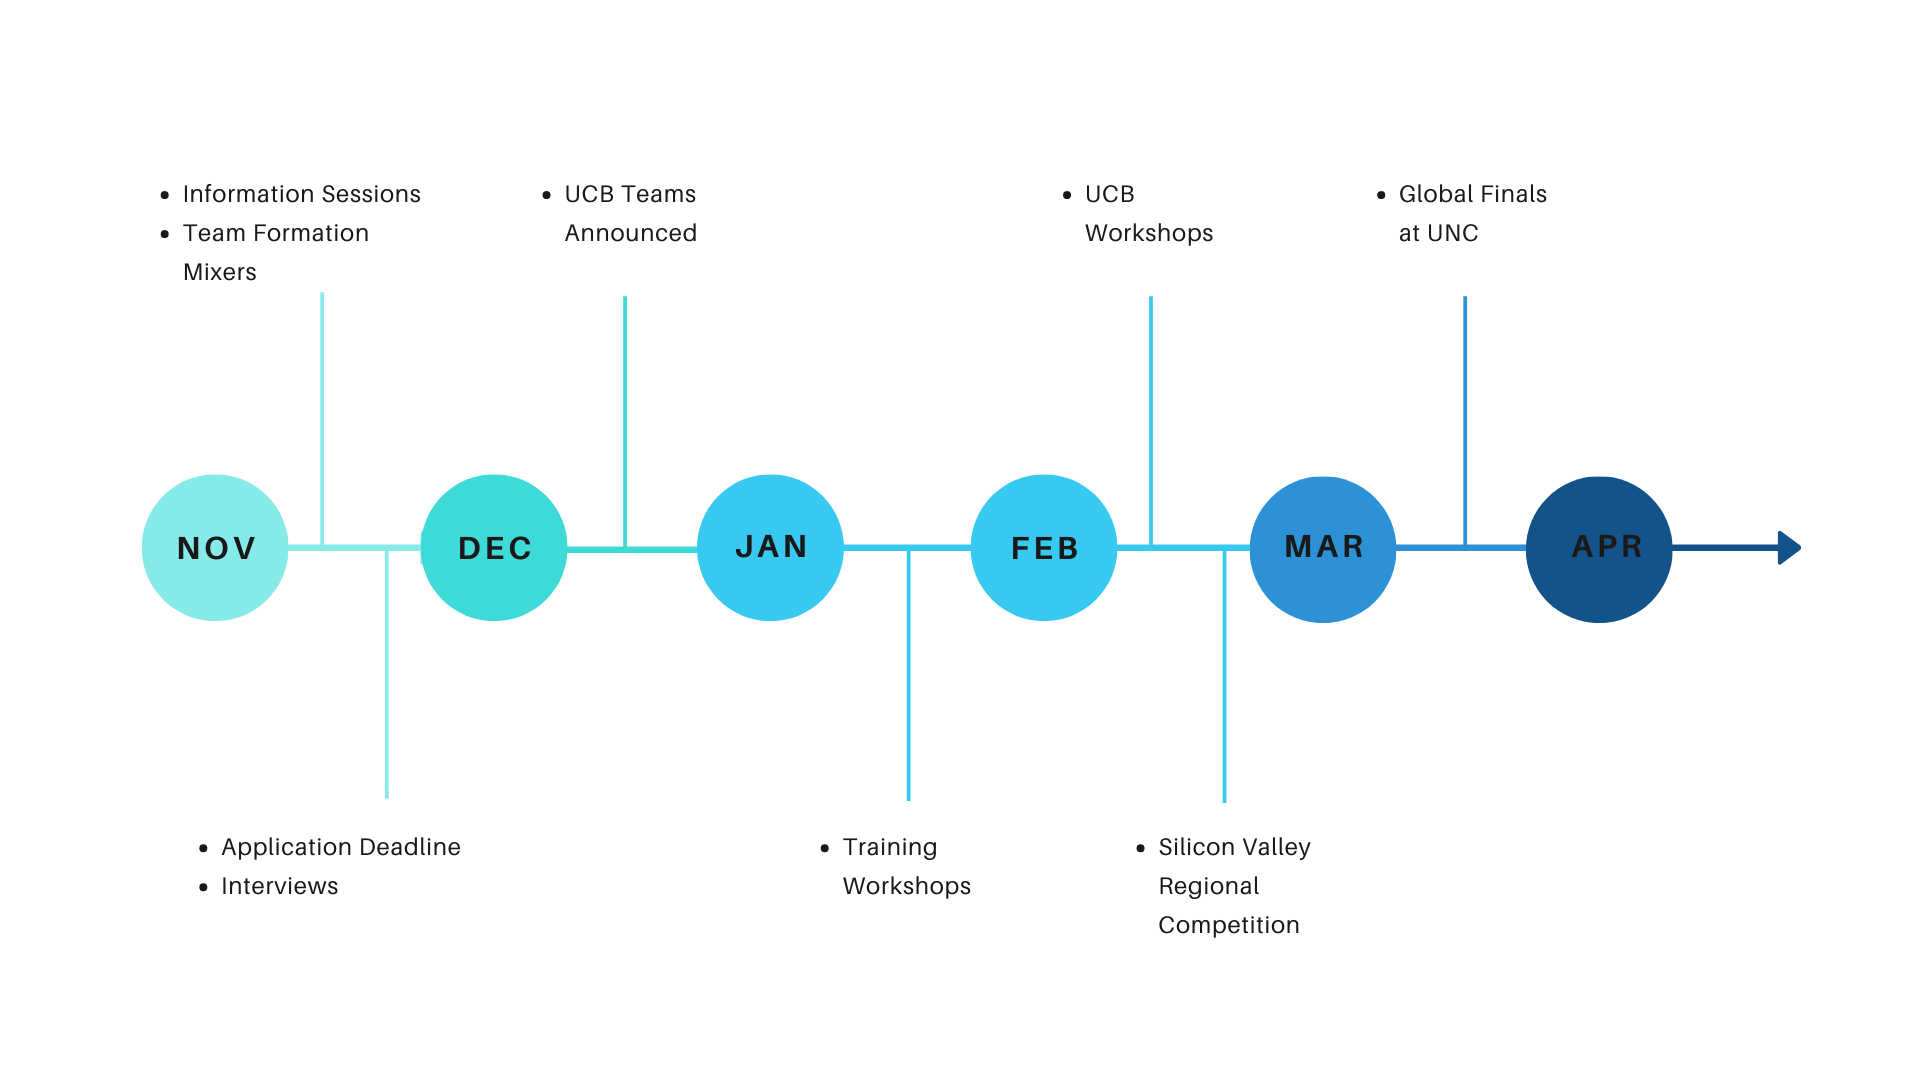 • Information Sessions
• Team Formation
Mixers
• UCB Teams
Announced
• UCB
Workshops
• Global Finals
at UNC
NOV
DEC
JAN
FEB
MAR
APR
• Application Deadline
• Interviews
• Training
Workshops
• Silicon Valley
Regional
Competition